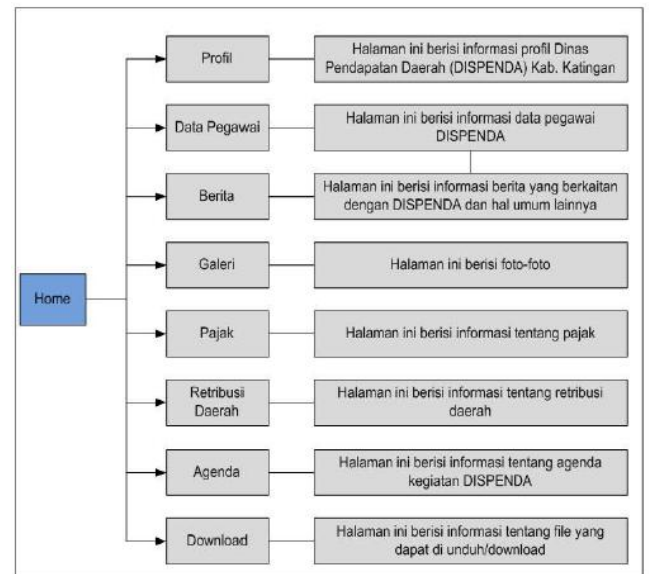 Profil
Halaman ini berisi informasi profil Dinas
Pendapatan Daerah (DISPENDA) Kab. Katingan
Data Pegawai
Halaman ini berisi informasi data pegawai
DISPENDA
Berita
Halaman ini berisi informasi berita yang berkaitan
dengan DISPENDA dan hal umum lainnya
Galeri
Halaman ini berisi foto-foto
Home
Pajak
Halaman ini berisi informasi tentang pajak
Retribusii
Daerah
Halaman ini berisi informasi tentang retribusi
daerah
Agenda
Halaman ini berisi informasi tentang agenda
kegiatan DISPENDA
Download
Halaman ini berisi informasi tentang file yang
dapat di unduh/download